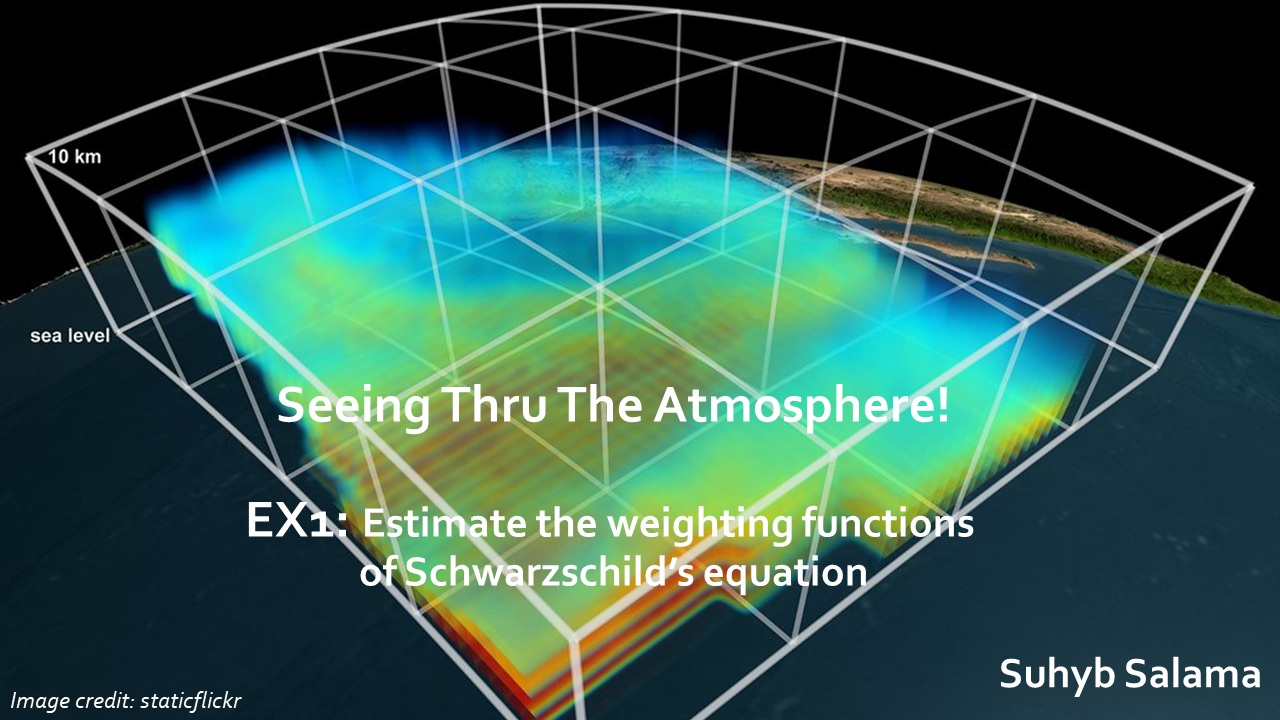 10 km
sea level
Seeing Thru The Atmosphere!
EX1: Estimate the weighting functions
of Schwarzschild’s equation
Suhyb Salama
Image credit: staticflickr